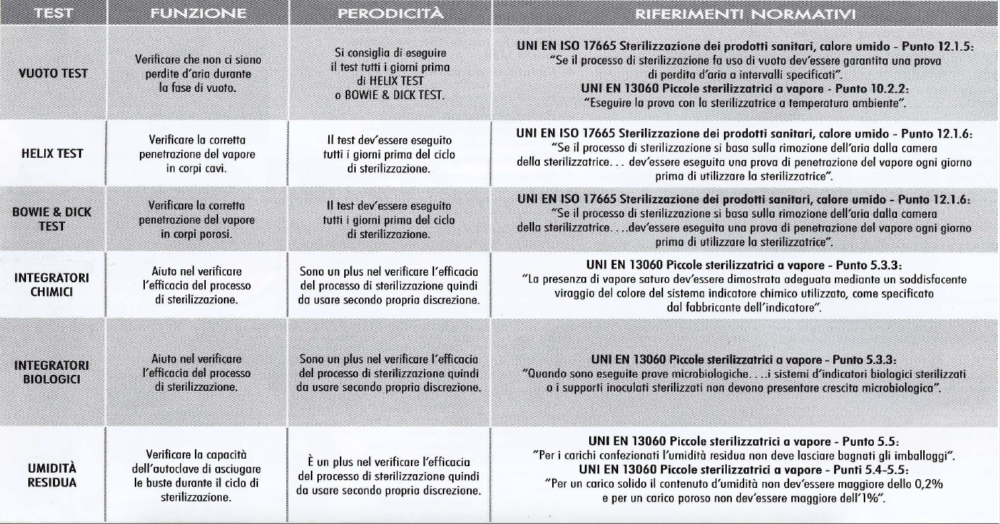 TEST
FUNZIONE
PERODICITÀ
RIFERIMENTI NORMATIVI
VUOTO TEST
Verificare che non ci siano
perdite d'aria durante
la fase di vuoto.
Si consiglia di eseguire
il test tutti i giorni prima
di HELIX TEST
o BOWIE & DICK TEST.
UNI EN ISO 17665 Sterilizzazione dei prodotti sanitari, calore umido - Punto 12.1.5:
"Se il processo di sterilizzazione fa uso di vuoto dev'essere garantita una prova
di perdita d'aria a intervalli specificati".
UNI EN 13060 Piccole sterilizzatrici a vapore - Punto 10.2.2:
"Eseguire la prova con la sterilizzatrice a temperatura ambiente".
HELIX TEST
Verificare la corretta
penetrazione del vapore
in corpi cavi.
Il test dev'essere eseguito
tutti i giorni prima del ciclo
di sterilizzazione.
UNI EN ISO 17665 Sterilizzazione dei prodotti sanitari, calore umido - Punto 12.1.6:
"Se il processo di sterilizzazione si basa sulla rimozione dell'aria dalla camera
della sterilizzatrice... dev'essere eseguita una prova di penetrazione del vapore ogni giorno
prima di utilizzare la sterilizzatrice".
BOWIE & DICK
TEST
Verificare la corretta
penetrazione del vapore
in corpi porosi.
Il test dev'essere eseguito
tutti i giorni prima del ciclo
di sterilizzazione.
UNI EN ISO 17665 Sterilizzazione dei prodotti sanitari, calore umido - Punto 12.1.6:
"Se il processo di sterilizzazione si basa sulla rimozione dell'aria dalla camera
della sterilizzatrice....dev'essere eseguita una prova di penetrazione del vapore ogni giorno
prima di utilizzare la sterilizzatrice".
INTEGRATORI
CHIMICI
Aiuto nel verificare
l'efficacia del processo
di sterilizzazione.
Sono un plus nel verificare l'efficacia
del processo di sterilizzazione quindi
da usare secondo propria discrezione.
UNI EN 13060 Piccole sterilizzatrici a vapore - Punto 5.3.3:
"La presenza di vapore saturo dev'essere dimostrata adeguata mediante un soddisfacente
viraggio del colore del sistema indicatore chimico utilizzato, come specificato
dal fabbricante dell'indicatore".
INTEGRATORI
BIOLOGICI
Aiuto nel verificare
l'efficacia del processo
di sterilizzazione.
Sono un plus nel verificare l'efficacia
del processo di sterilizzazione quindi
da usare secondo propria discrezione.
UNI EN 13060 Piccole sterilizzatrici a vapore - Punto 5.3.3:
"Quando sono eseguite prove microbiologiche....i sistemi d'indicatori biologici sterilizzati
o i supporti inoculati sterilizzati non devono presentare crescita microbiologica".
UMIDITÀ
RESIDUA
Verificare la capacità
dell'autoclave di asciugare
le buste durante il ciclo di
sterilizzazione.
È un plus nel verificare l'efficacia
del processo di sterilizzazione quindi
da usare secondo propria discrezione.
UNI EN 13060 Piccole sterilizzatrici a vapore - Punto 5.5:
"Per i carichi confezionati l'umidità residua non deve lasciare bagnati gli imballaggi".
UNI EN 13060 Piccole sterilizzatrici a vapore - Punti 5.4-5.5:
"Per un carico solido il contenuto d'umidità non dev'essere maggiore dello 0,2%
e per un carico poroso non dev'essere maggiore dell'1%".